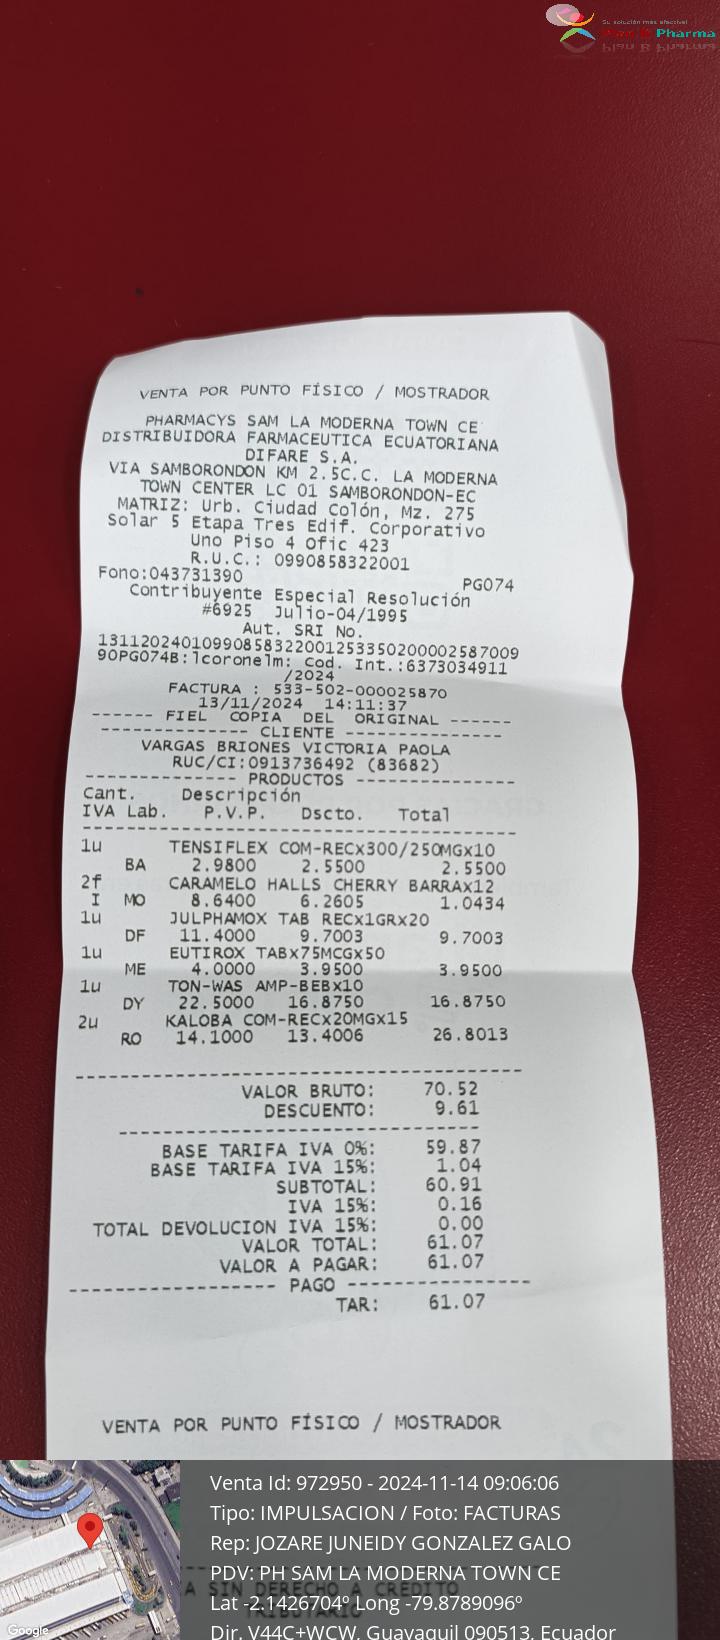 Su solución más efectiva!
Plan B Pharma
VENTA POR PUNTO FÍSICO / MOSTRADOR
PHARMACYS SAM LA MODERNA TOWN CE
DISTRIBUIDORA FARMACEUTICA ECUATORIANA
DIFARE S.A.
VIA SAMBORONDON KM 2.5C.C. LA MODERNA
TOWN CENTER LC 01 SAMBORONDON-EC
MATRIZ: Urb. Ciudad Colón, Mz. 275
Solar 5 Etapa Tres Edif. Corporativo
Uno Piso 4 Ofic 423
R.U.C.: 0990858322001
Fono:043731390 PG074
Contribuyente Especial Resolución
#6925 Julio-04/1995
Aut. SRI No.
13112024010990858322001253350200002587009
90PG074B:lcoronelm: Cod. Int.:6373034911
/2024
FACTURA : 533-502-000025870
13/11/2024 14:11:37
------ FIEL COPIA DEL ORIGINAL ------
-------------- CLIENTE ---------------
VARGAS BRIONES VICTORIA PAOLA
RUC/CI:0913736492 (83682)
-------------- PRODUCTOS ---------------
Cant. Descripción
IVA Lab. P.V.P. Dscto. Total
1u TENSIFLEX COM-RECx300/250MGx10
BA 2.9800 2.5500 2.5500
2f CARAMELO HALLS CHERRY BARRAx12
I MO 8.6400 6.2605 1.0434
1u JULPHAMOX TAB RECx1GRx20
DF 11.4000 9.7003 9.7003
1u EUTIROX TABx75MCGx50
ME 4.0000 3.9500 3.9500
1u TON-WAS AMP-BEBx10
DY 22.5000 16.8750 16.8750
2u KALOBA COM-RECx20MGx15
RO 14.1000 13.4006 26.8013
VALOR BRUTO: 70.52
DESCUENTO: 9.61
BASE TARIFA IVA 0%: 59.87
BASE TARIFA IVA 15%: 1.04
SUBTOTAL: 60.91
IVA 15%: 0.16
TOTAL DEVOLUCION IVA 15%: 0.00
VALOR TOTAL: 61.07
VALOR A PAGAR: 61.07
------------------- PAGO -----------------
TAR: 61.07
VENTA POR PUNTO FÍSICO / MOSTRADOR
SIN DERECHO A CREDITO
TRIBUTARIO
Venta Id: 972950 - 2024-11-14 09:06:06
Tipo: IMPULSACION / Foto: FACTURAS
Rep: JOZARE JUNEIDY GONZALEZ GALO
PDV: PH SAM LA MODERNA TOWN CE
Lat -2.1426704º Long -79.8789096º
Dir. V44C+WCW, Guayaquil 090513, Ecuador
Google